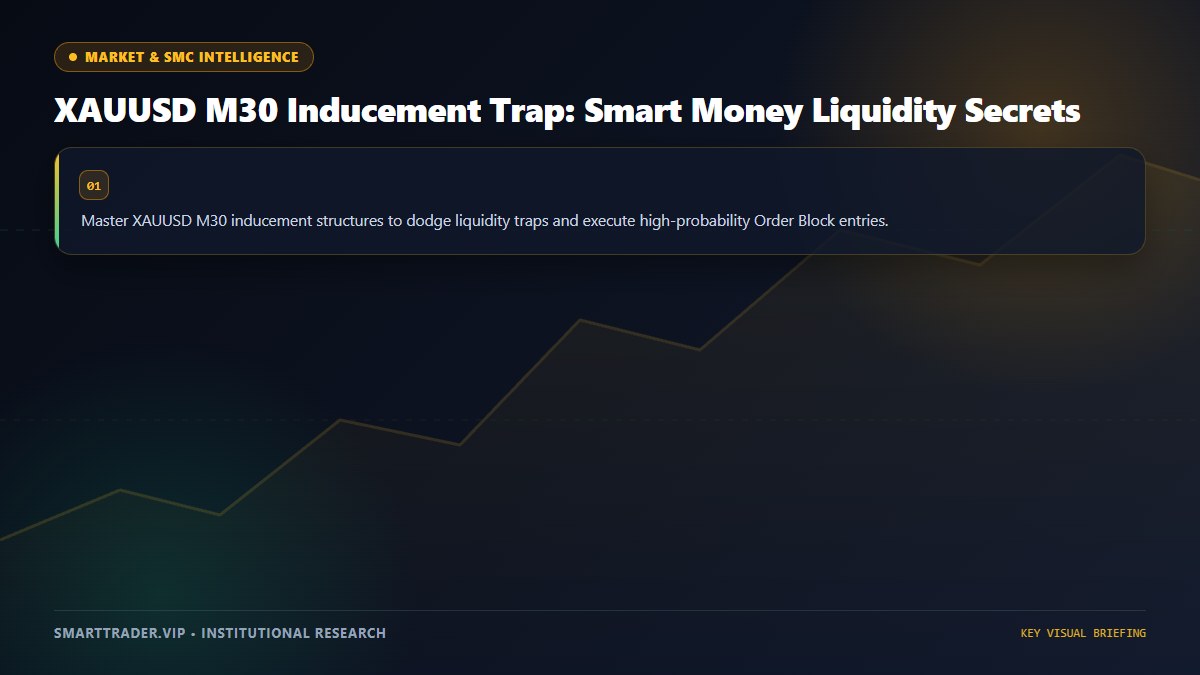 MARKET & SMC INTELLIGENCE
XAUUSD M30 Inducement Trap: Smart Money Liquidity Secrets
01
Master XAUUSD M30 inducement structures to dodge liquidity traps and execute high-probability Order Block entries.
SMARTTRADER.VIP • INSTITUTIONAL RESEARCH
KEY VISUAL BRIEFING